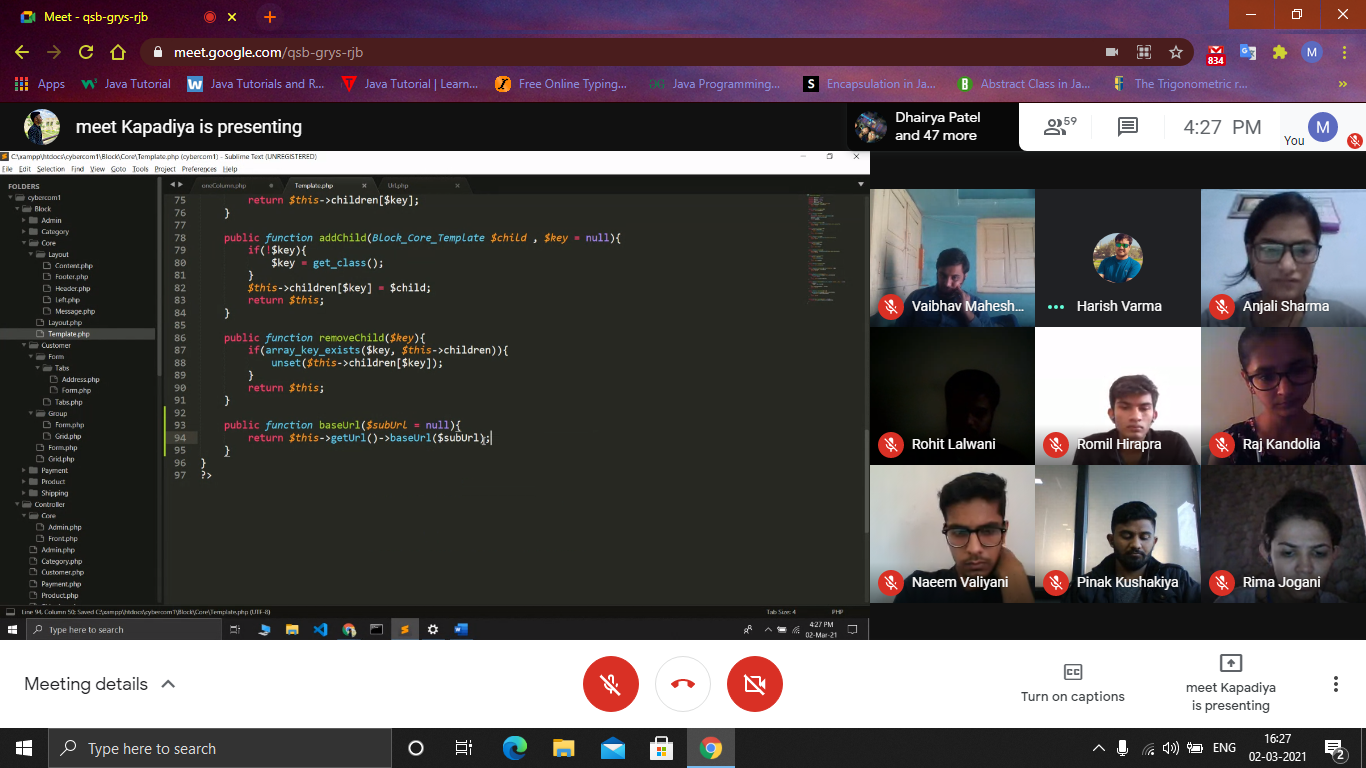 Meet - qsb-grys-rjb
meet.google.com/qsb-grys-rjb
834
M
Apps
Java Tutorial
Java Tutorials and R...
Java Tutorial | Learn...
Free Online Typing...
Java Programming...
Encapsulation in Ja...
Abstract Class in Ja...
The Trigonometric r...
meet Kapadiya is presenting
Dhairya Patel
and 47 more
59
4:27 PM
You
M
C:\xampp\htdocs\cybercom1\Block\Core\Template.php (cybercom1) - Sublime Text (UNREGISTERED)
File Edit Selection Find View Goto Tools Project Preferences Help
FOLDERS
cybercom1
Block
Admin
Category
Core
Layout
Content.php
Footer.php
Header.php
Left.php
Message.php
Layout.php
Template.php
Customer
Form
Tabs
Address.php
Form.php
Tabs.php
Group
Form.php
Grid.php
Form.php
Grid.php
Payment
Product
Shipping
Controller
Core
Admin.php
Front.php
Admin.php
Category.php
Customer.php
Payment.php
Product.php
oneColumn.php
Template.php
Url.php
75 return $this->children[$key];
76 }
77
78 public function addChild(Block_Core_Template $child , $key = null){
79 if(!$key){
80 $key = get_class();
81 }
82 $this->children[$key] = $child;
83 return $this;
84 }
85
86 public function removeChild($key){
87 if(array_key_exists($key, $this->children)){
88 unset($this->children[$key]);
89 }
90 return $this;
91 }
92
93 public function baseUrl($subUrl = null){
94 return $this->getUrl()->baseUrl($subUrl);
95 }
96 }
97 ?>
Line 94, Column 50; Saved C:\xampp\htdocs\cybercom1\Block\Core\Template.php (UTF-8)
Tab Size: 4
PHP
Type here to search
4:27 PM
02-Mar-21
Vaibhav Mahesh...
Harish Varma
Anjali Sharma
Rohit Lalwani
Romil Hirapra
Raj Kandolia
Naeem Valiyani
Pinak Kushakiya
Rima Jogani
Meeting details
CC
Turn on captions
meet Kapadiya
is presenting
Type here to search
ENG
16:27
02-03-2021
2